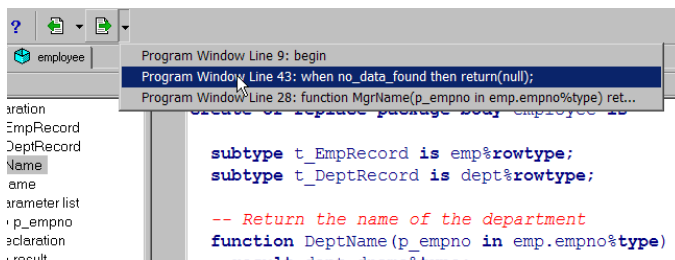 ?
employee
Program Window Line 9: begin
Program Window Line 43: when no_data_found then return(null);
Program Window Line 28: function MgrName(p_empno in emp.empno%type) ret...
create or replace package body employee is
aration
EmpRecord
DeptRecord
Name
ame
arameter list
p_empno
eclaration
result
subtype t_EmpRecord is emp%rowtype;
subtype t_DeptRecord is dept%rowtype;
-- Return the name of the department
function DeptName(p_empno in emp.empno%type)